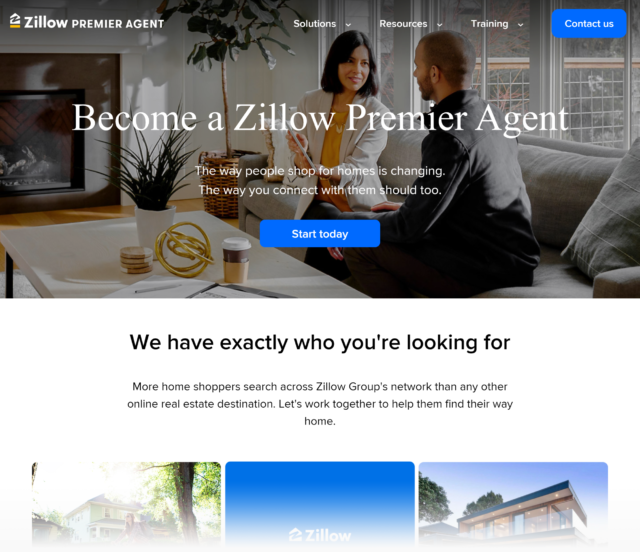 Zillow PREMIER AGENT
Solutions
Resources
Training
Contact us
Become a Zillow Premier Agent
The way people shop for homes is changing.
The way you connect with them should too.
Start today
We have exactly who you're looking for
More home shoppers search across Zillow Group's network than any other
online real estate destination. Let's work together to help them find their way
home.
Zillow